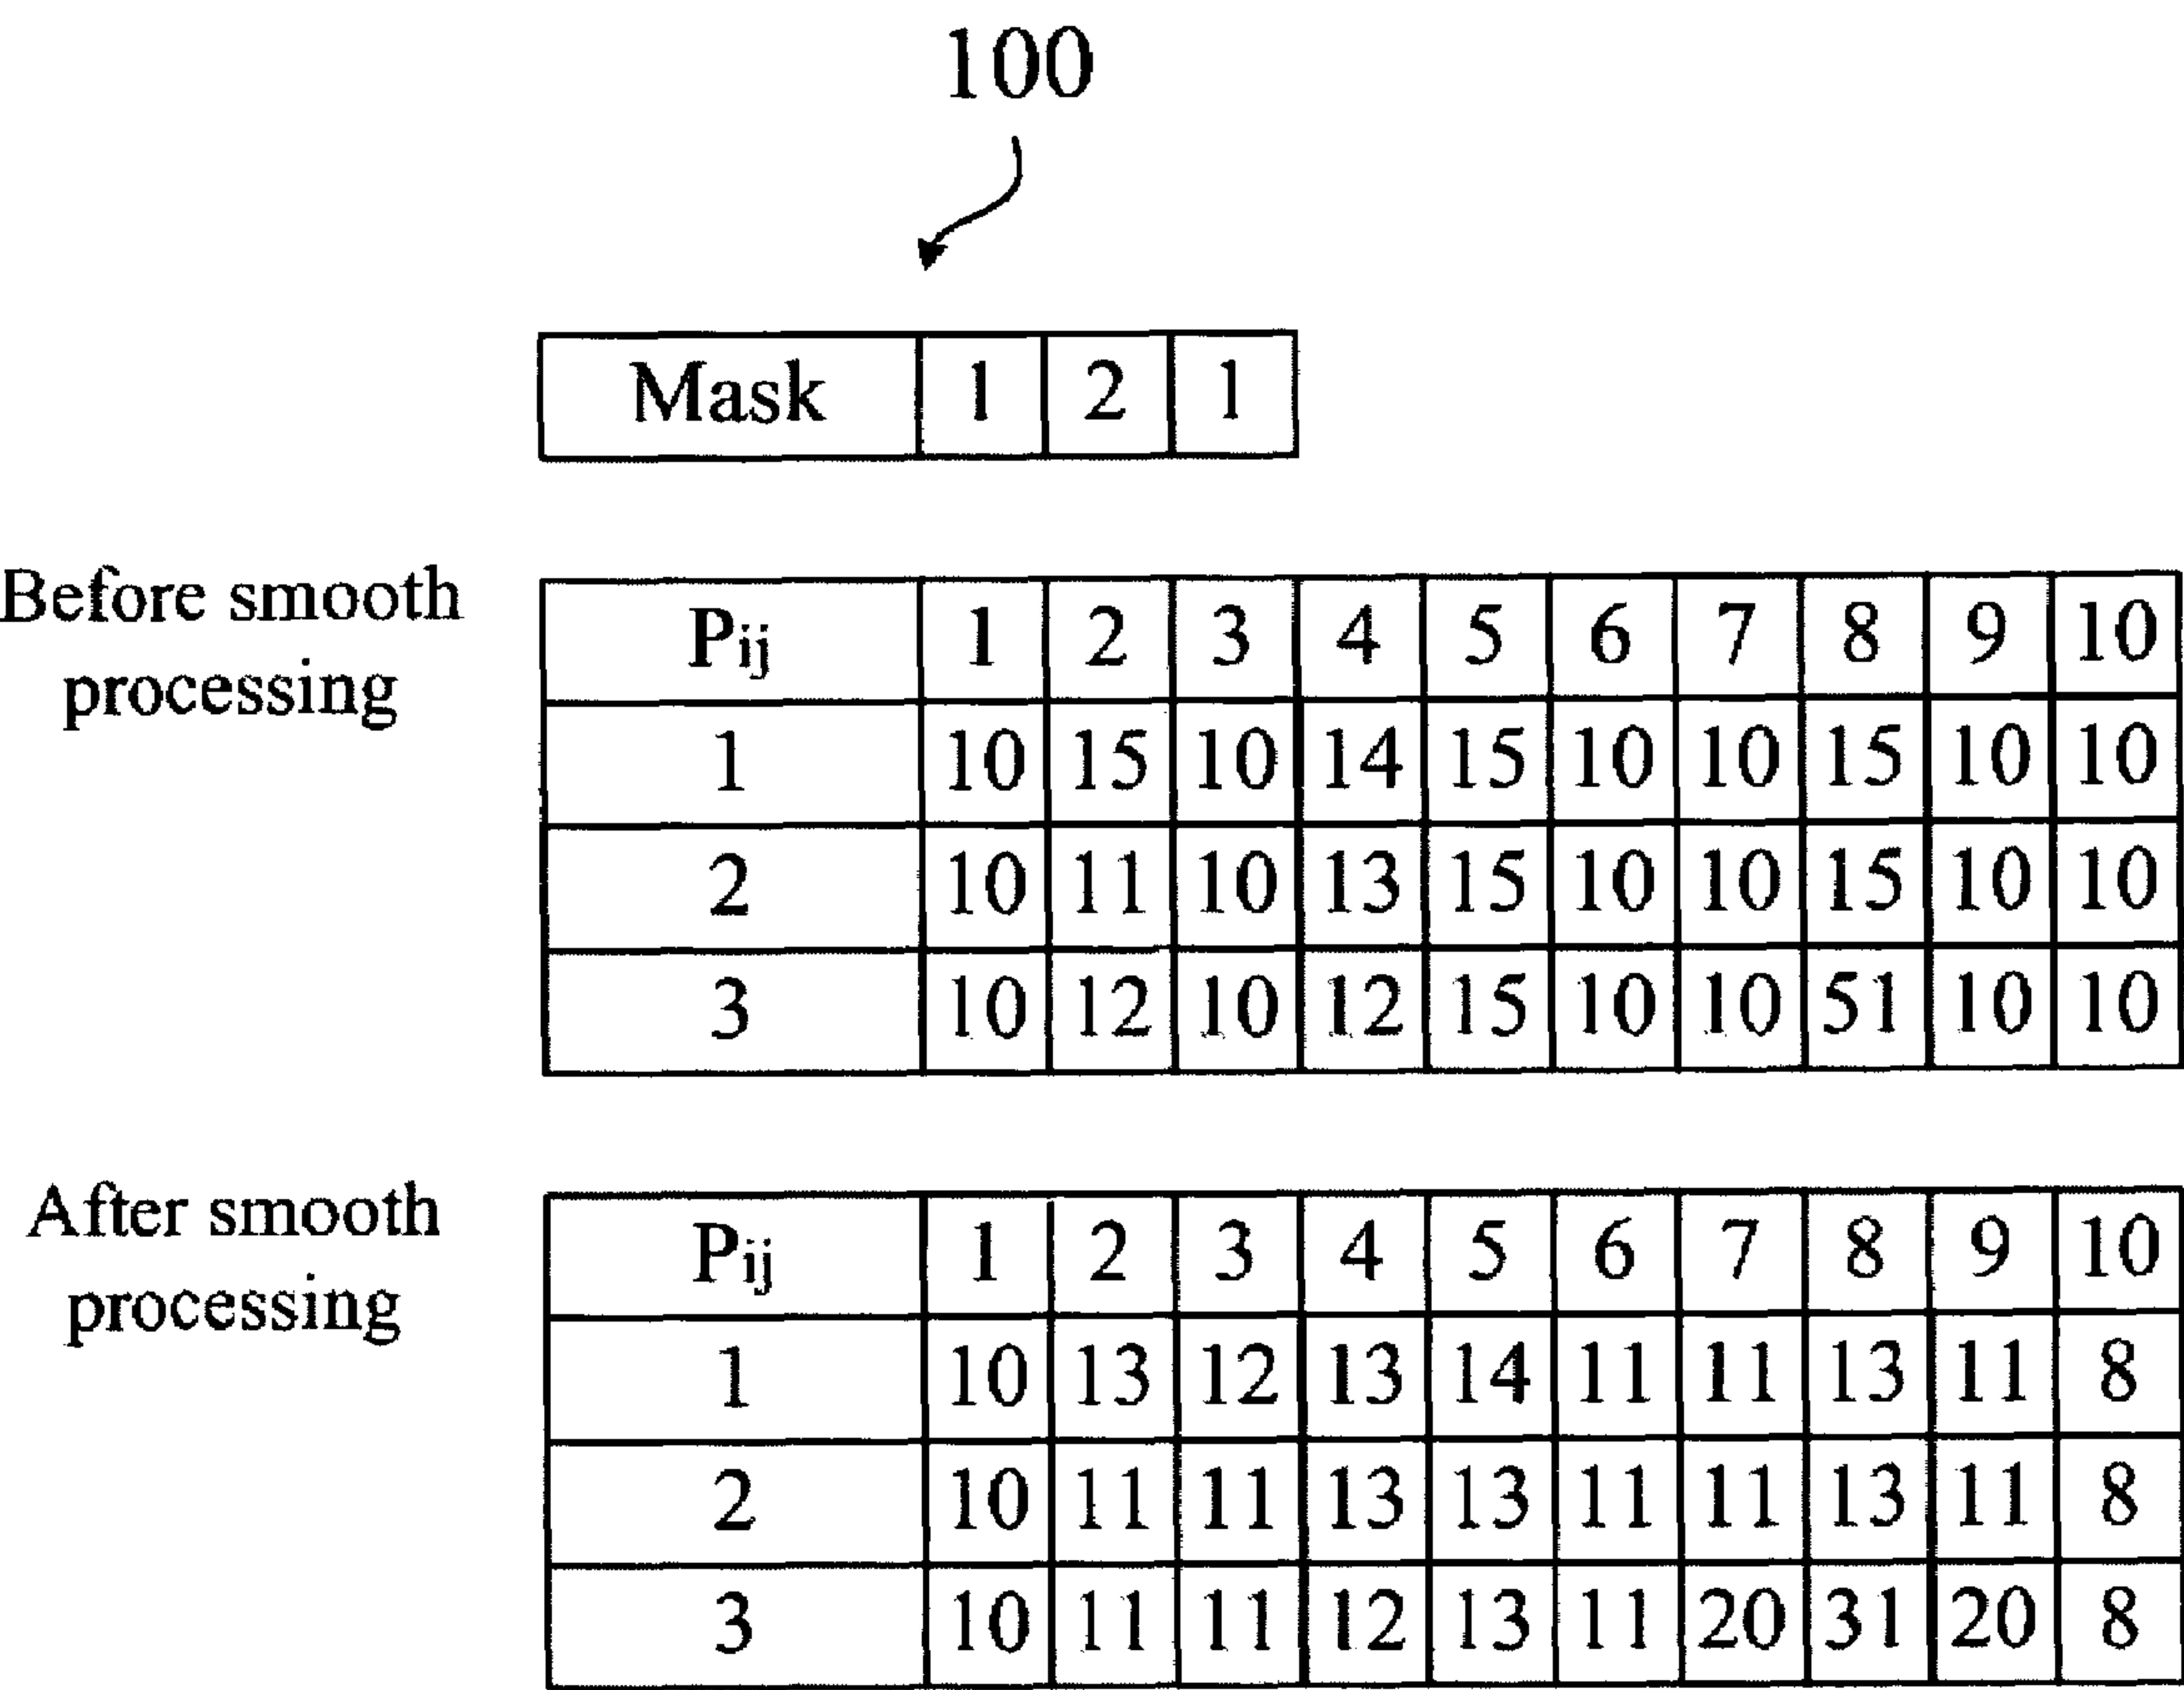 100
Mask 1 2 1
Before smooth
processing
Pij 1 2 3 4 5 6 7 8 9 10
1 10 15 10 14 15 10 10 15 10 10
2 10 11 10 13 15 10 10 15 10 10
3 10 12 10 12 15 10 10 51 10 10
After smooth
processing
Pij 1 2 3 4 5 6 7 8 9 10
1 10 13 12 13 14 11 11 13 11 8
2 10 11 11 13 13 11 11 13 11 8
3 10 11 11 12 13 11 20 31 20 8